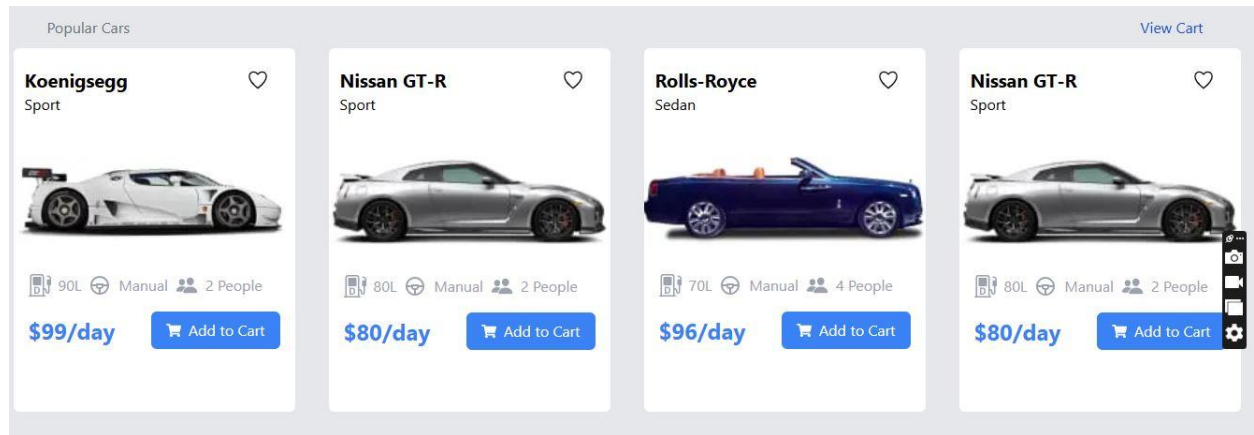 Popular Cars
View Cart
Koenigsegg
Sport
90L Manual 2 People
$99/day Add to Cart
Nissan GT-R
Sport
80L Manual 2 People
$80/day Add to Cart
Rolls-Royce
Sedan
70L Manual 4 People
$96/day Add to Cart
Nissan GT-R
Sport
80L Manual 2 People
$80/day Add to Cart